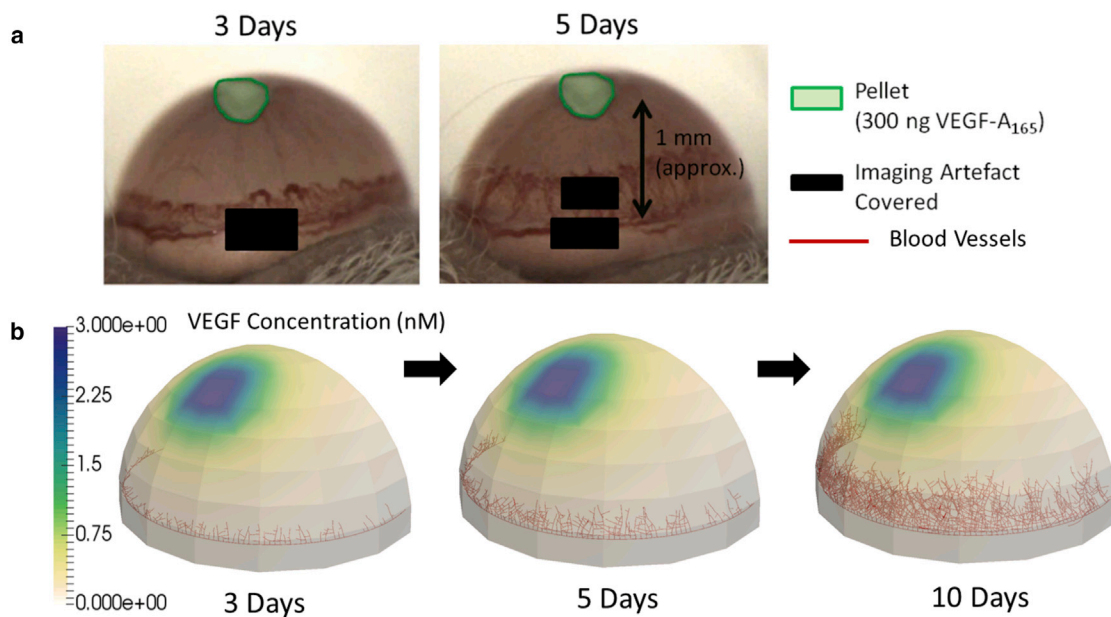 a
3 Days
5 Days
1 mm
(approx.)
Pellet
(300 ng VEGF-A165)
Imaging Artefact
Covered
Blood Vessels
b
3.000e+00
2.25
1.5
0.75
0.000e+00
VEGF Concentration (nM)
3 Days
5 Days
10 Days